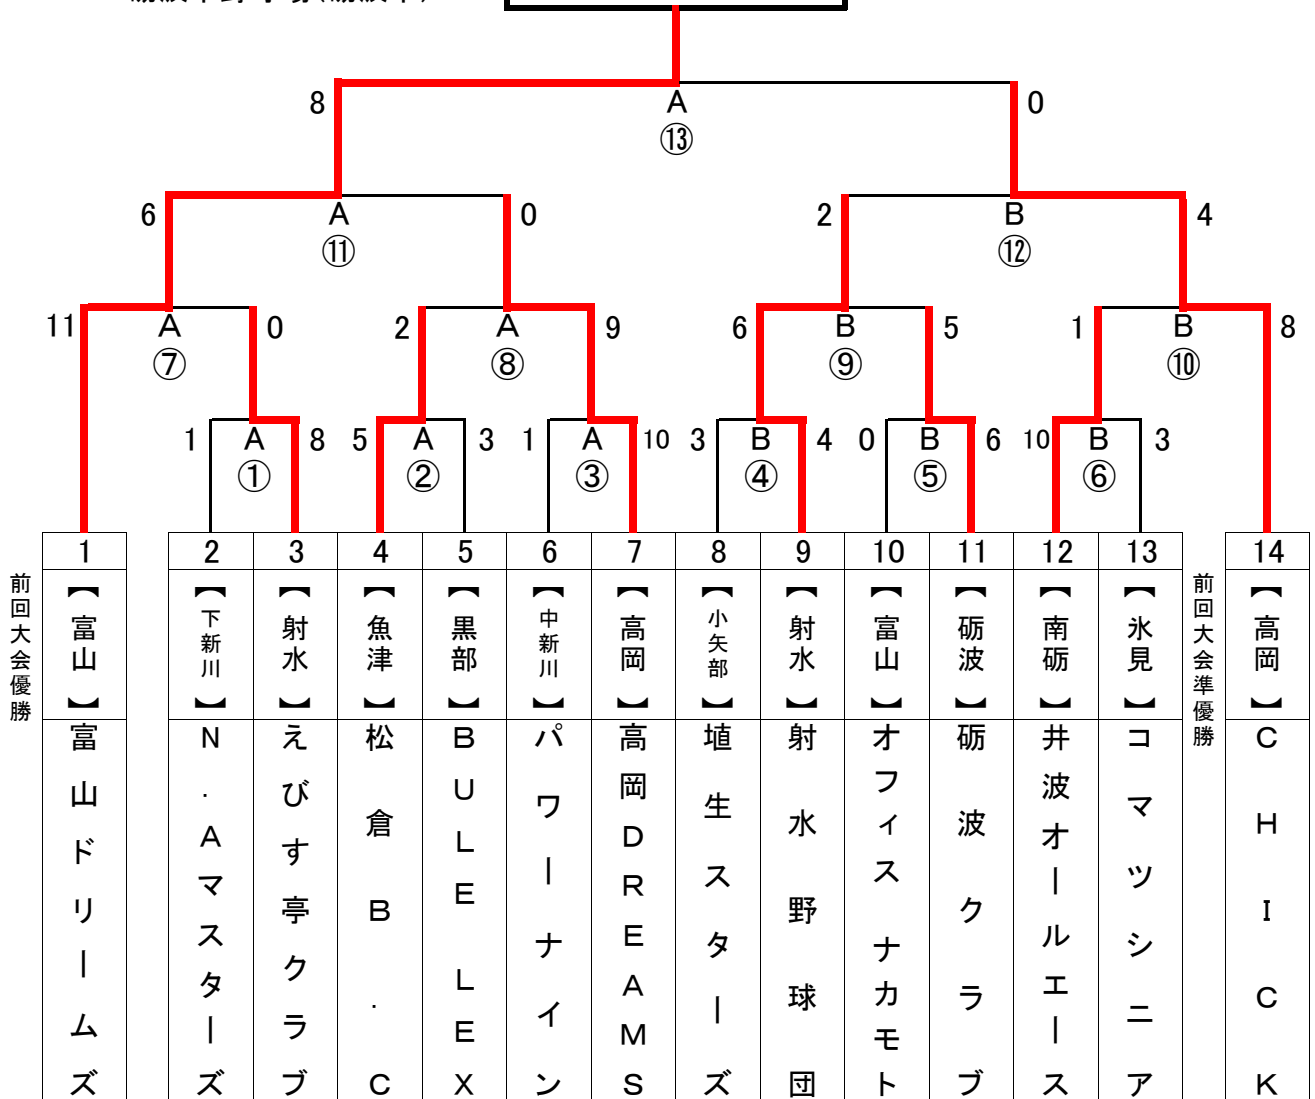 8 A 0
⑬
6 A 0 2 B 4
⑪ ⑫
11 A 0 2 A 9 6 B 5 1 B 8
⑦ ⑧ ⑨ ⑩
1 A 8 5 A 3 1 A 10 3 B 4 0 B 6 10 B 3
① ② ③ ④ ⑤ ⑥
前回大会優勝
1 【富山】 富山ドリームズ
2 【下新川】 N.Aマスターズ
3 【射水】 えびす亭クラブ
4 【魚津】 松倉B.C
5 【黒部】 BULE LEX
6 【中新川】 パワーナイン
7 【高岡】 高岡DREAMS
8 【小矢部】 埴生スターズ
9 【射水】 射水野球団
10 【富山】 オフィスナカモト
11 【砺波】 砺波クラブ
12 【南砺】 井波オールエース
13 【氷見】 コマツシニア
前回大会準優勝
14 【高岡】 CHICK